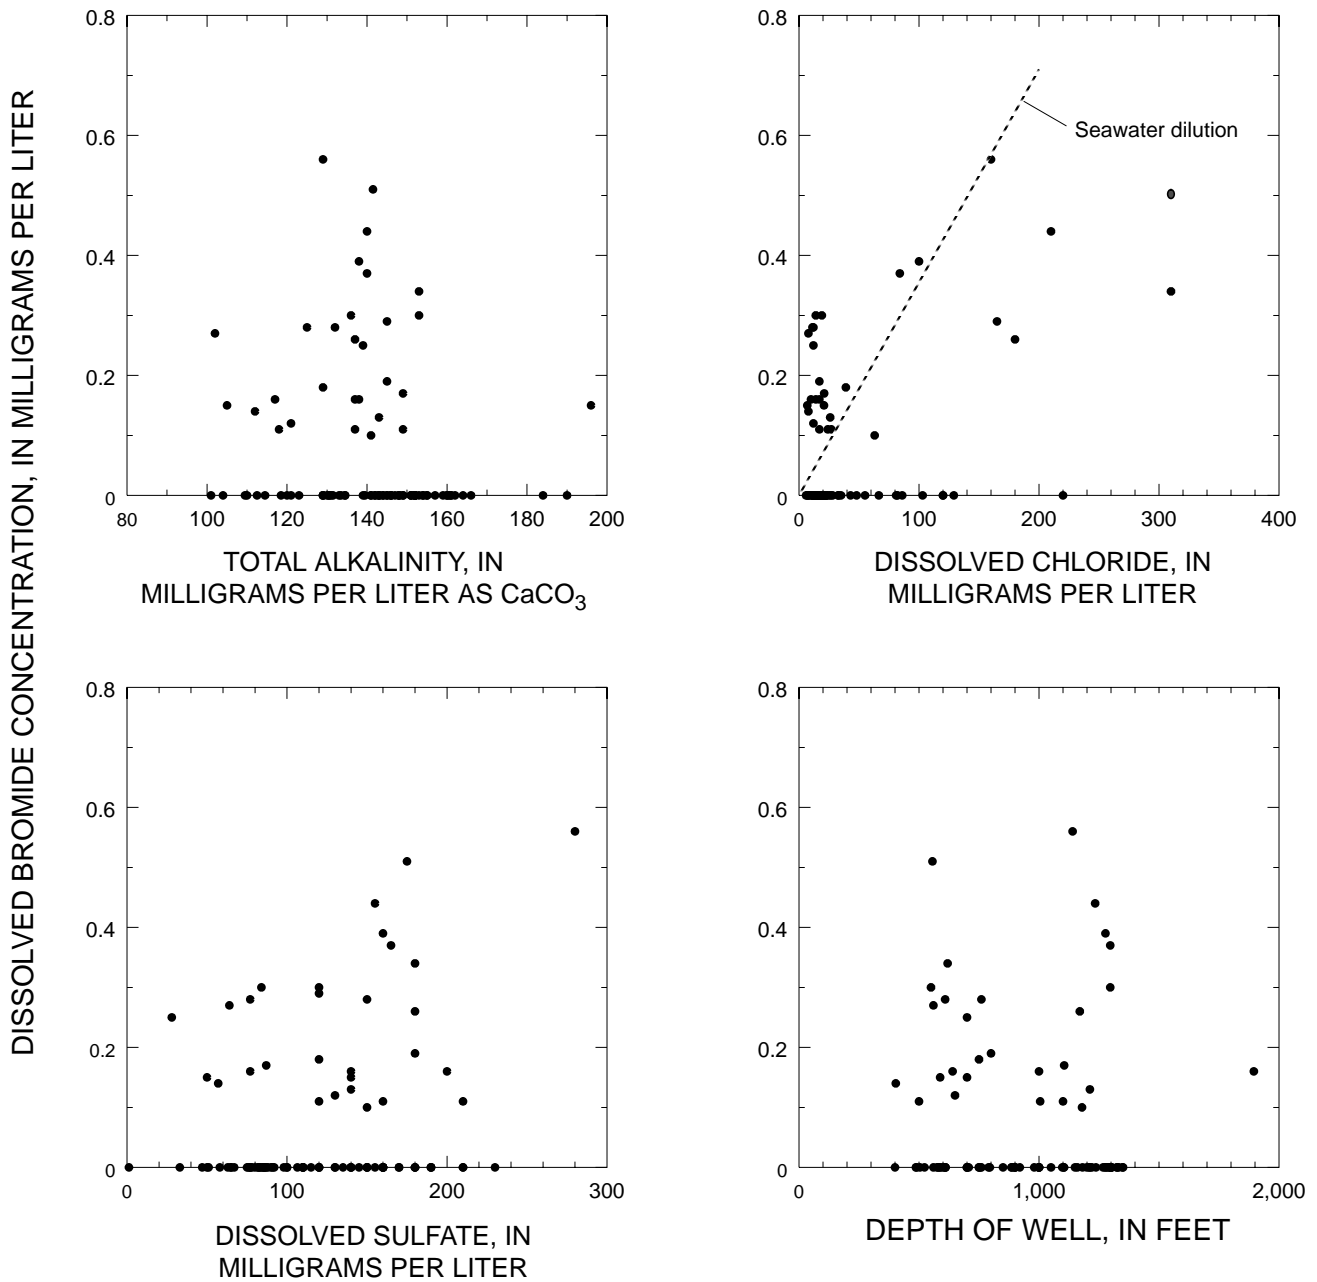 DISSOLVED BROMIDE CONCENTRATION, IN MILLIGRAMS PER LITER
0.8
0.6
0.4
0.2
0
80 100 120 140 160 180 200
TOTAL ALKALINITY, IN
MILLIGRAMS PER LITER AS CaCO3
0.8
0.6
0.4
0.2
0
Seawater dilution
0 100 200 300 400
DISSOLVED CHLORIDE, IN
MILLIGRAMS PER LITER
0.8
0.6
0.4
0.2
0
0 100 200 300
DISSOLVED SULFATE, IN
MILLIGRAMS PER LITER
0.8
0.6
0.4
0.2
0
0 1,000 2,000
DEPTH OF WELL, IN FEET